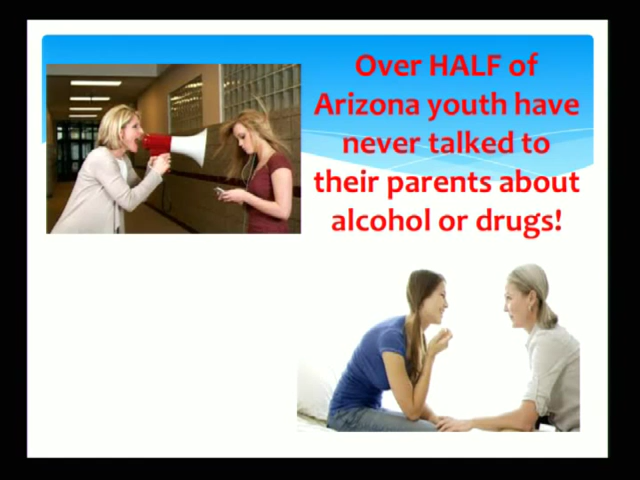 Over HALF of
Arizona youth have
never talked to
their parents about
alcohol or drugs!